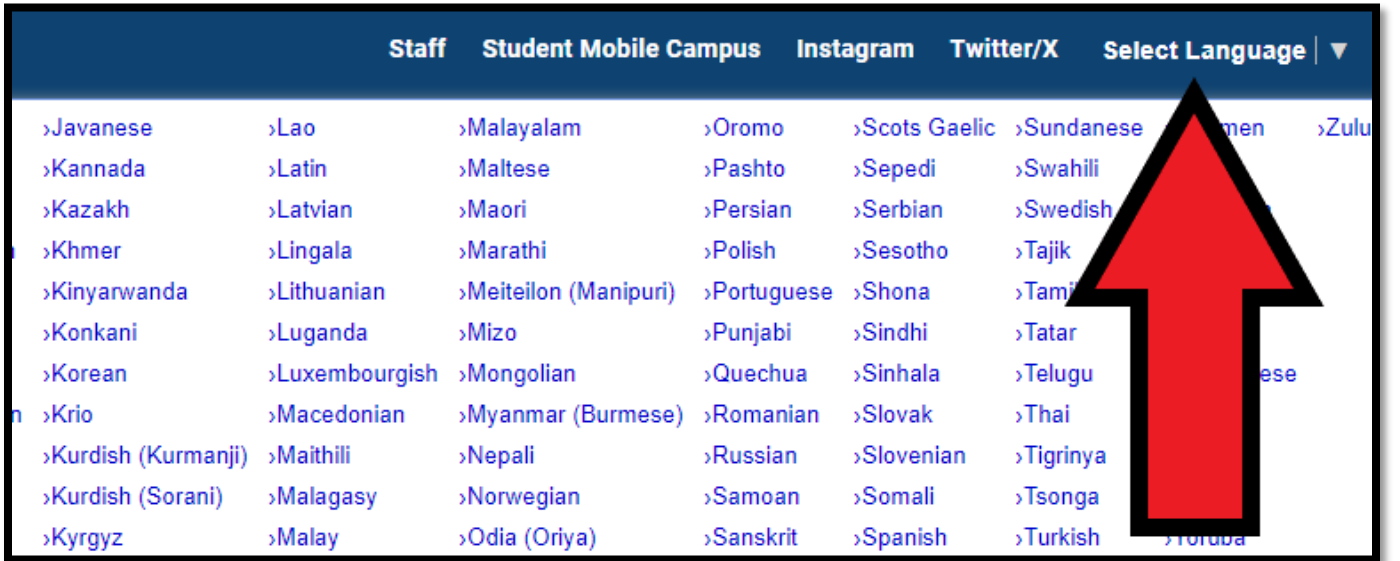 Staff Student Mobile Campus Instagram Twitter/X Select Language | ▼
›Javanese ›Lao ›Malayalam ›Oromo ›Scots Gaelic ›Sundanese ›Zulu
›Kannada ›Latin ›Maltese ›Pashto ›Sepedi ›Swahili
›Kazakh ›Latvian ›Maori ›Persian ›Serbian ›Swedish
›Khmer ›Lingala ›Marathi ›Polish ›Sesotho ›Tajik
›Kinyarwanda ›Lithuanian ›Meiteilon (Manipuri) ›Portuguese ›Shona ›Tamil
›Konkani ›Luganda ›Mizo ›Punjabi ›Sindhi ›Tatar
›Korean ›Luxembourgish ›Mongolian ›Quechua ›Sinhala ›Telugu
›Krio ›Macedonian ›Myanmar (Burmese) ›Romanian ›Slovak ›Thai
›Kurdish (Kurmanji) ›Maithili ›Nepali ›Russian ›Slovenian ›Tigrinya
›Kurdish (Sorani) ›Malagasy ›Norwegian ›Samoan ›Somali ›Tsonga
›Kyrgyz ›Malay ›Odia (Oriya) ›Sanskrit ›Spanish ›Turkish ›Yoruba